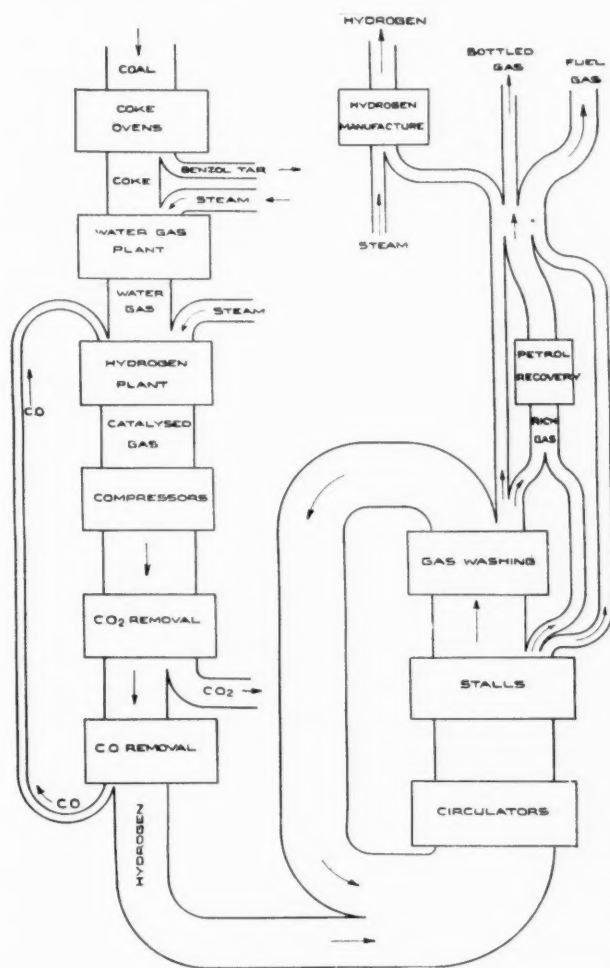 COAL
COKE
OVENS
BENZOL TAR
COKE
STEAM
WATER GAS
PLANT
WATER
GAS
STEAM
HYDROGEN
PLANT
CO
CATALYSED
GAS
COMPRESSORS
CO₂ REMOVAL
CO₂
CO REMOVAL
CO
HYDROGEN
HYDROGEN
HYDROGEN
MANUFACTURE
STEAM
BOTTLED
GAS
FUEL
GAS
PETROL
RECOVERY
RICH
GAS
GAS WASHING
STALLS
CIRCULATORS